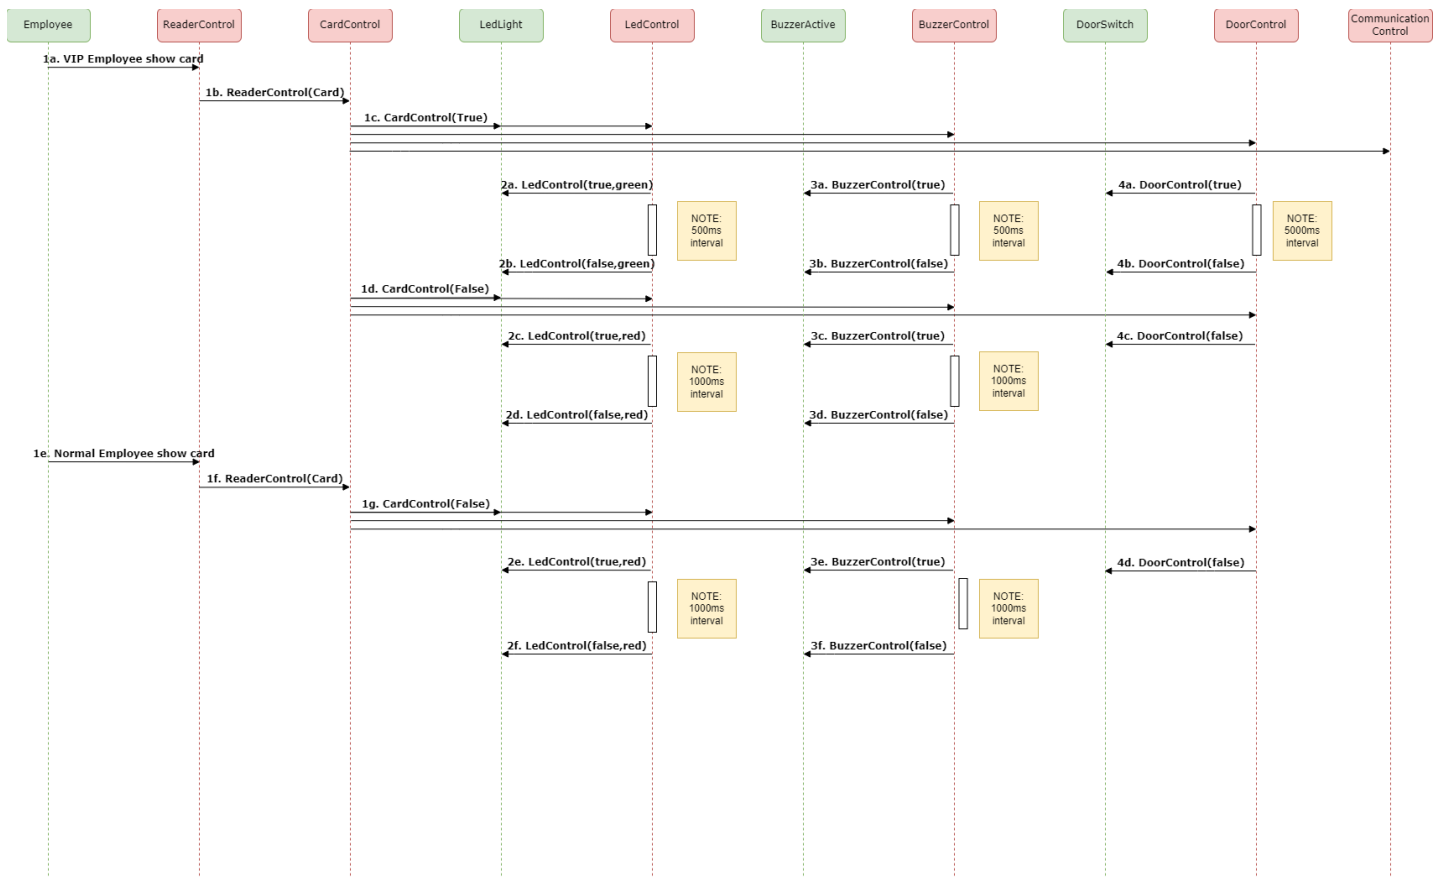 Employee
ReaderControl
CardControl
LedLight
LedControl
BuzzerActive
BuzzerControl
DoorSwitch
DoorControl
Communication
Control
1a. VIP Employee show card
1b. ReaderControl(Card)
1c. CardControl(True)
2a. LedControl(true,green)
3a. BuzzerControl(true)
4a. DoorControl(true)
NOTE:
500ms
interval
NOTE:
500ms
interval
NOTE:
5000ms
interval
2b. LedControl(false,green)
3b. BuzzerControl(false)
4b. DoorControl(false)
1d. CardControl(False)
2c. LedControl(true,red)
3c. BuzzerControl(true)
4c. DoorControl(false)
NOTE:
1000ms
interval
NOTE:
1000ms
interval
2d. LedControl(false,red)
3d. BuzzerControl(false)
1e. Normal Employee show card
1f. ReaderControl(Card)
1g. CardControl(False)
2e. LedControl(true,red)
3e. BuzzerControl(true)
4d. DoorControl(false)
NOTE:
1000ms
interval
NOTE:
1000ms
interval
2f. LedControl(false,red)
3f. BuzzerControl(false)